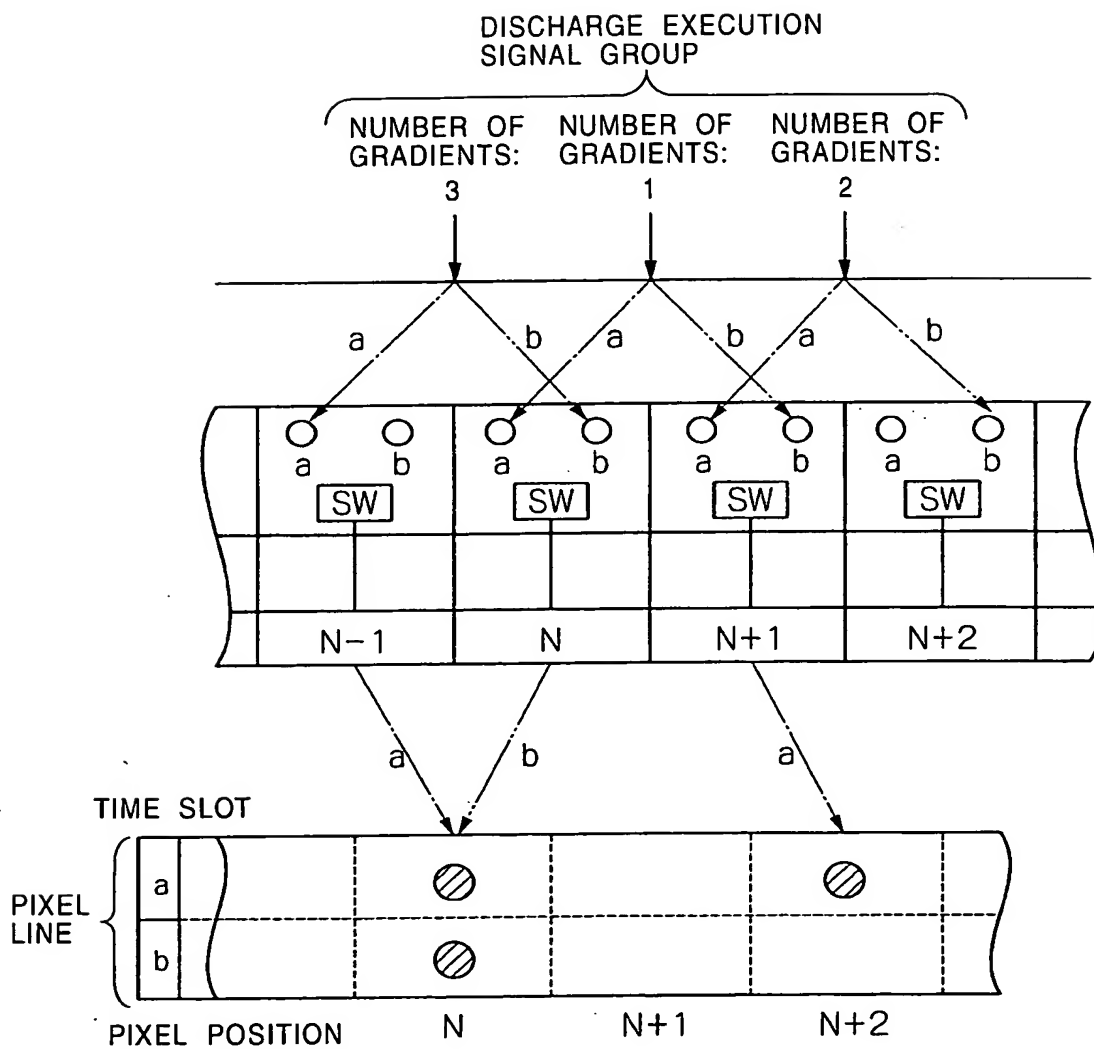 DISCHARGE EXECUTION
SIGNAL GROUP
NUMBER OF GRADIENTS: 3
NUMBER OF GRADIENTS: 1
NUMBER OF GRADIENTS: 2
a b a b a b
a b a b a b a b
SW SW SW SW
N-1 N N+1 N+2
a b a
TIME SLOT
PIXEL LINE
a
b
PIXEL POSITION N N+1 N+2